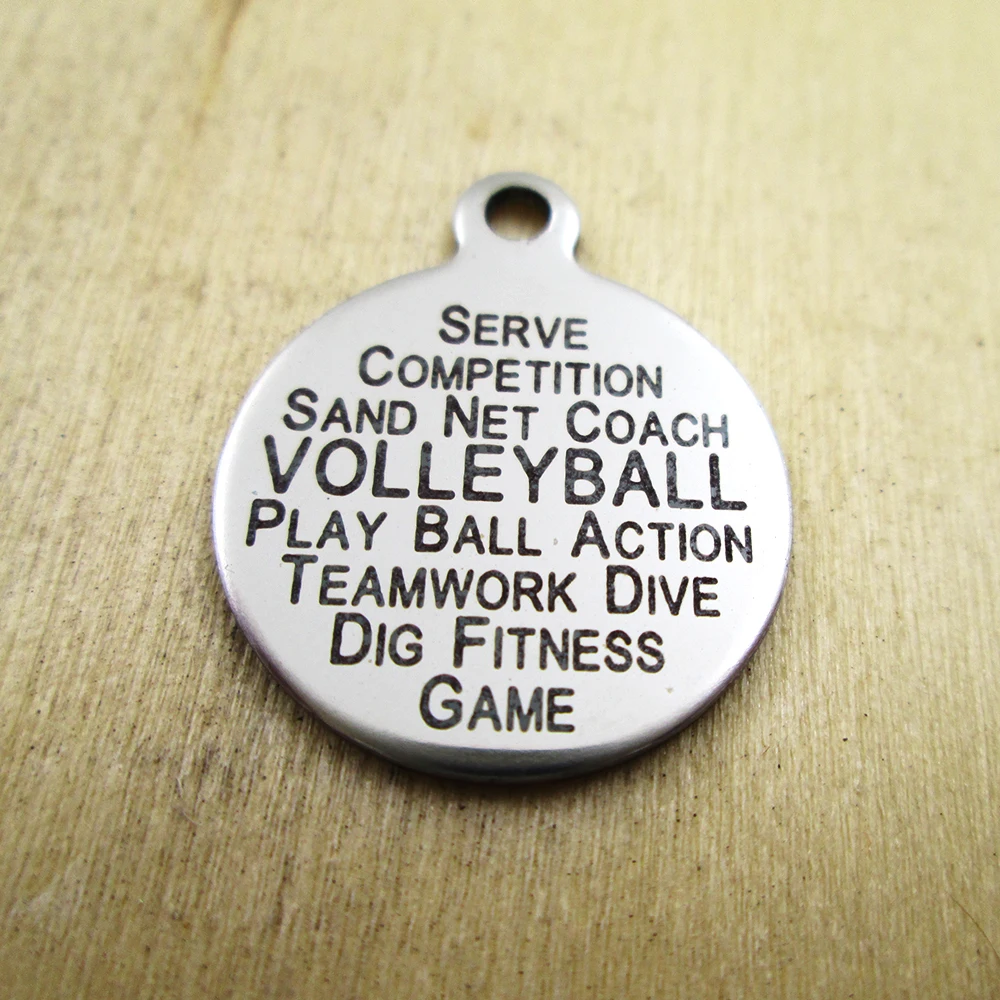 SERVE
COMPETITION
SAND NET COACH
VOLLEYBALL
PLAY BALL ACTION
TEAMWORK DIVE
DIG FITNESS
GAME